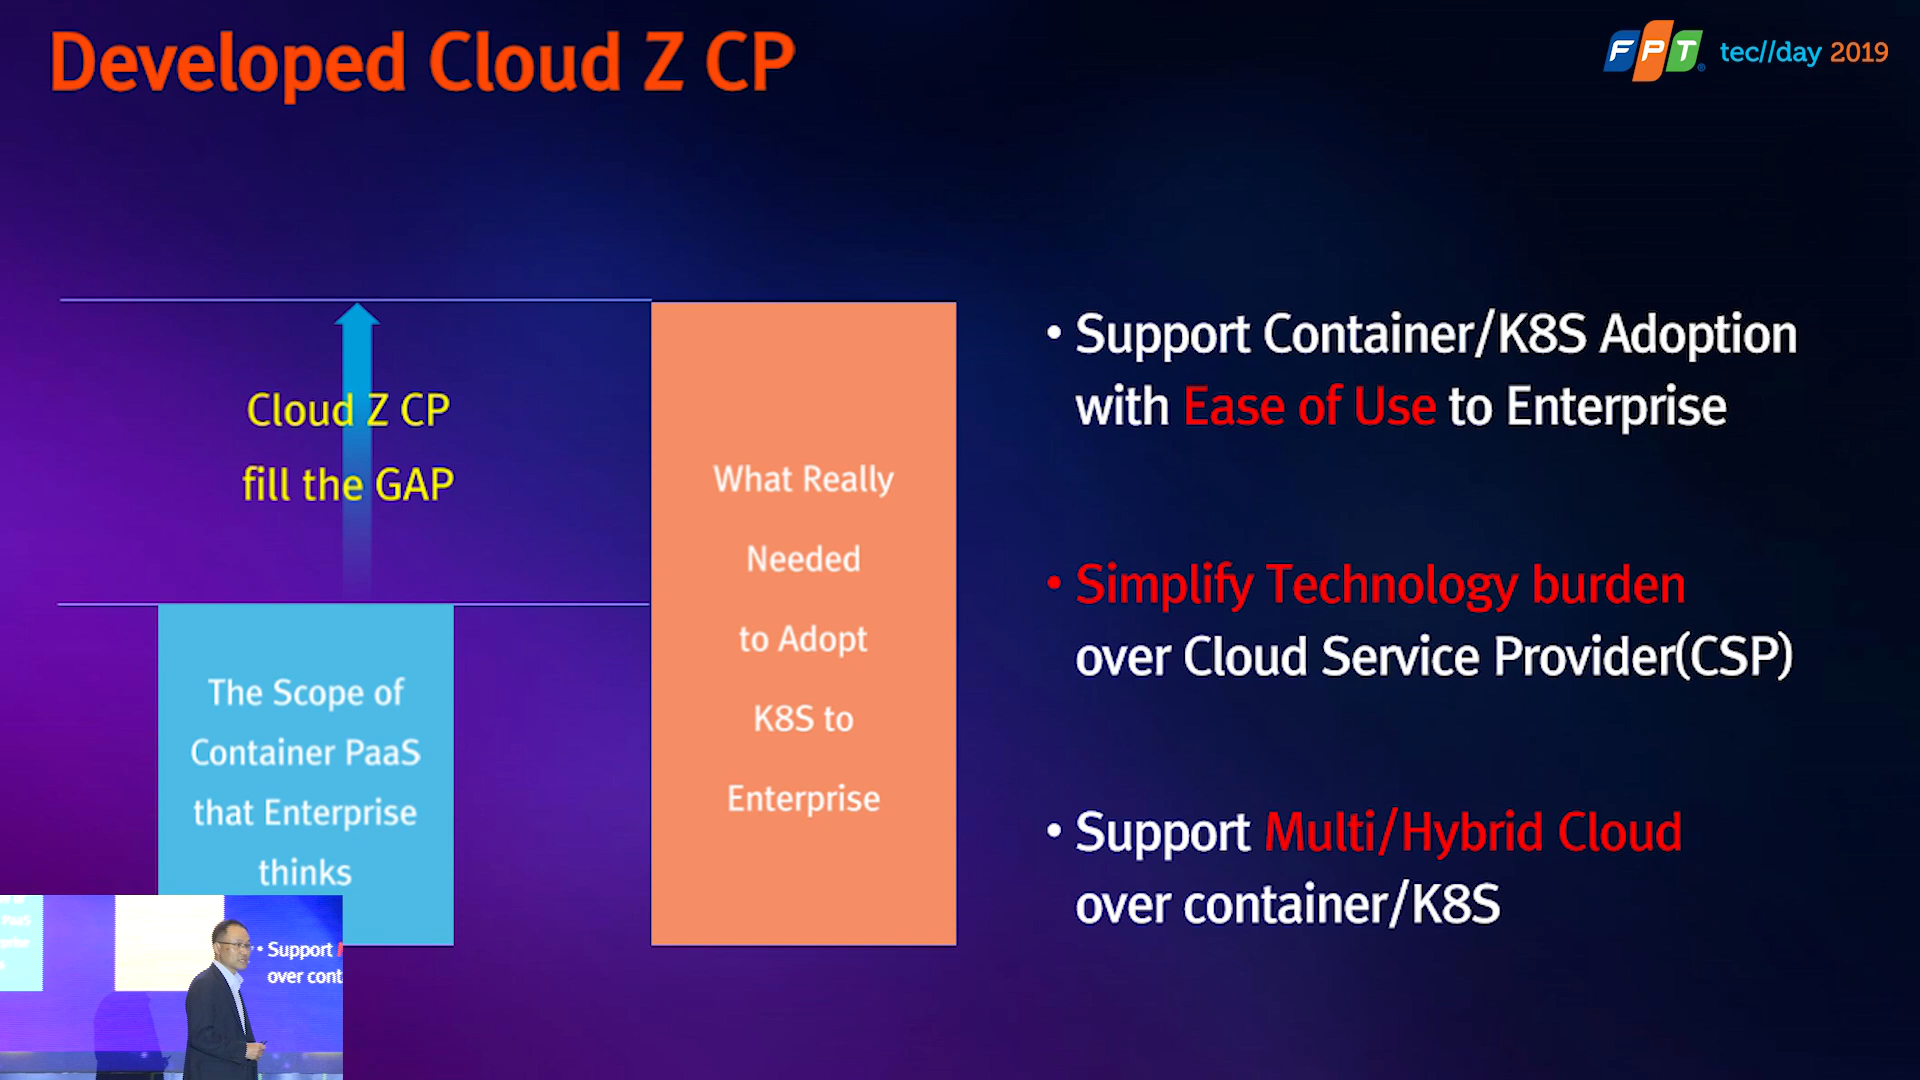 Developed Cloud Z CP
FPT tec//day 2019
Cloud Z CP
fill the GAP
The Scope of
Container PaaS
that Enterprise
thinks
What Really
Needed
to Adopt
K8S to
Enterprise
• Support Container/K8S Adoption
with Ease of Use to Enterprise
• Simplify Technology burden
over Cloud Service Provider(CSP)
• Support Multi/Hybrid Cloud
over container/K8S
PaaS
• Support
over cont